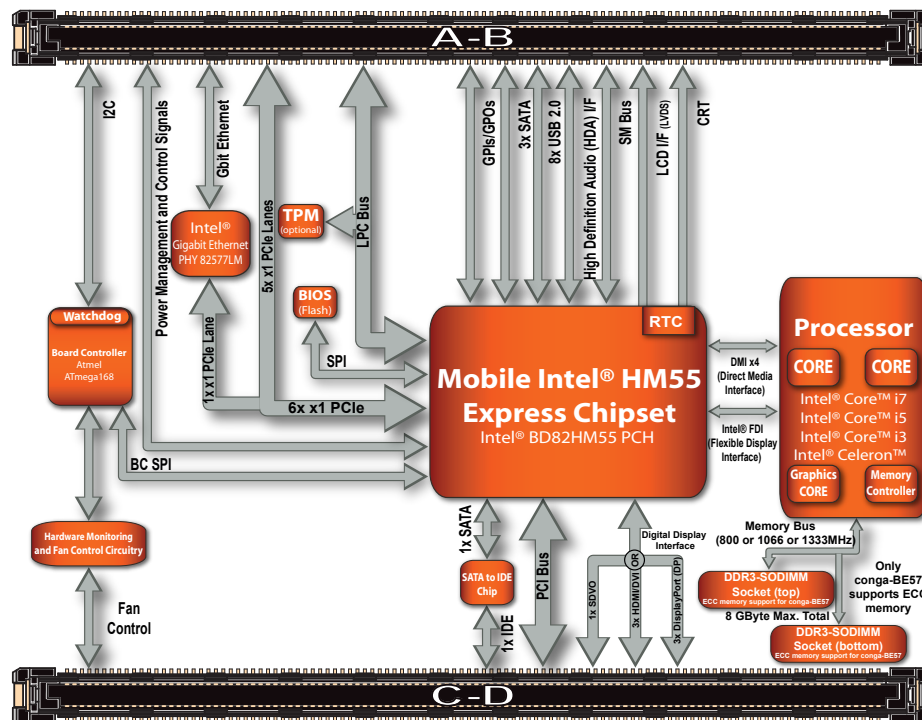 A-B
I2C
Power Management and Control Signals
Gbit Ethernet
5x x1 PCIe Lanes
LPC Bus
GPIs/GPOs
3x SATA
8x USB 2.0
High Definition Audio (HDA) I/F
SM Bus
LCD I/F (LVDS)
CRT
Intel®
Gigabit Ethernet
PHY 82577LM
TPM
(optional)
BIOS
(Flash)
SPI
1x x1 PCIe Lane
6x x1 PCIe
Watchdog
Board Controller
Atmel
ATmega168
BC SPI
Hardware Monitoring
and Fan Control Circuitry
Fan
Control
RTC
Mobile Intel® HM55
Express Chipset
Intel® BD82HM55 PCH
DMI x4
(Direct Media
Interface)
Intel® FDI
(Flexible Display
Interface)
Processor
CORE
CORE
Intel® Core™ i7
Intel® Core™ i5
Intel® Core™ i3
Intel® Celeron™
Graphics
CORE
Memory
Controller
Memory Bus
(800 or 1066 or 1333MHz)
DDR3-SODIMM
Socket (top)
ECC memory support for conga-BE57
8 GByte Max. Total
Only
conga-BE57
supports ECC
memory
DDR3-SODIMM
Socket (bottom)
ECC memory support for conga-BE57
1x SATA
SATA to IDE
Chip
1x IDE
PCI Bus
Digital Display
Interface
OR
1x SDVO
3x HDMI/DVI
3x DisplayPort (DP)
C-D